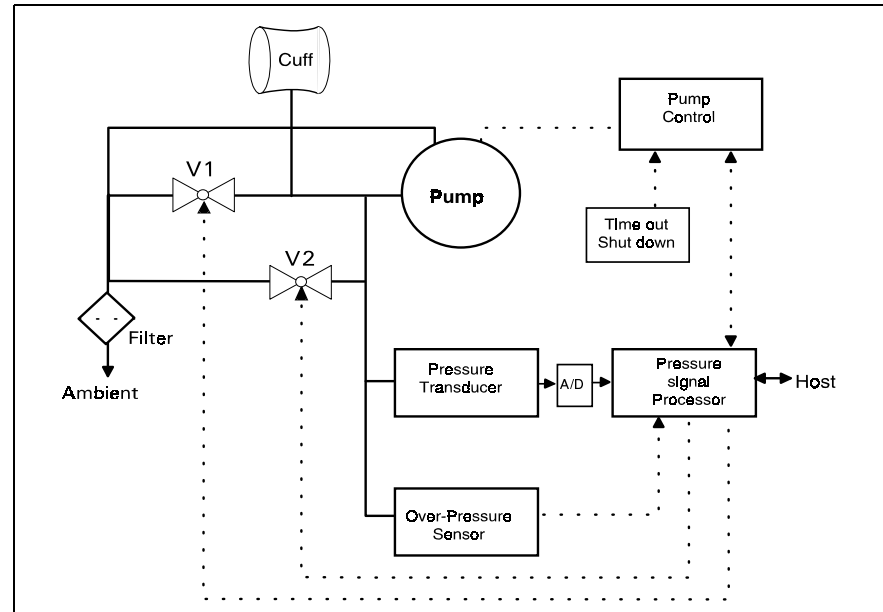 Cuff
Pump
Control
V1
Pump
Time out
Shut down
V2
Filter
Ambient
Pressure
Transducer
A/D
Pressure
signal
Processor
Host
Over-Pressure
Sensor